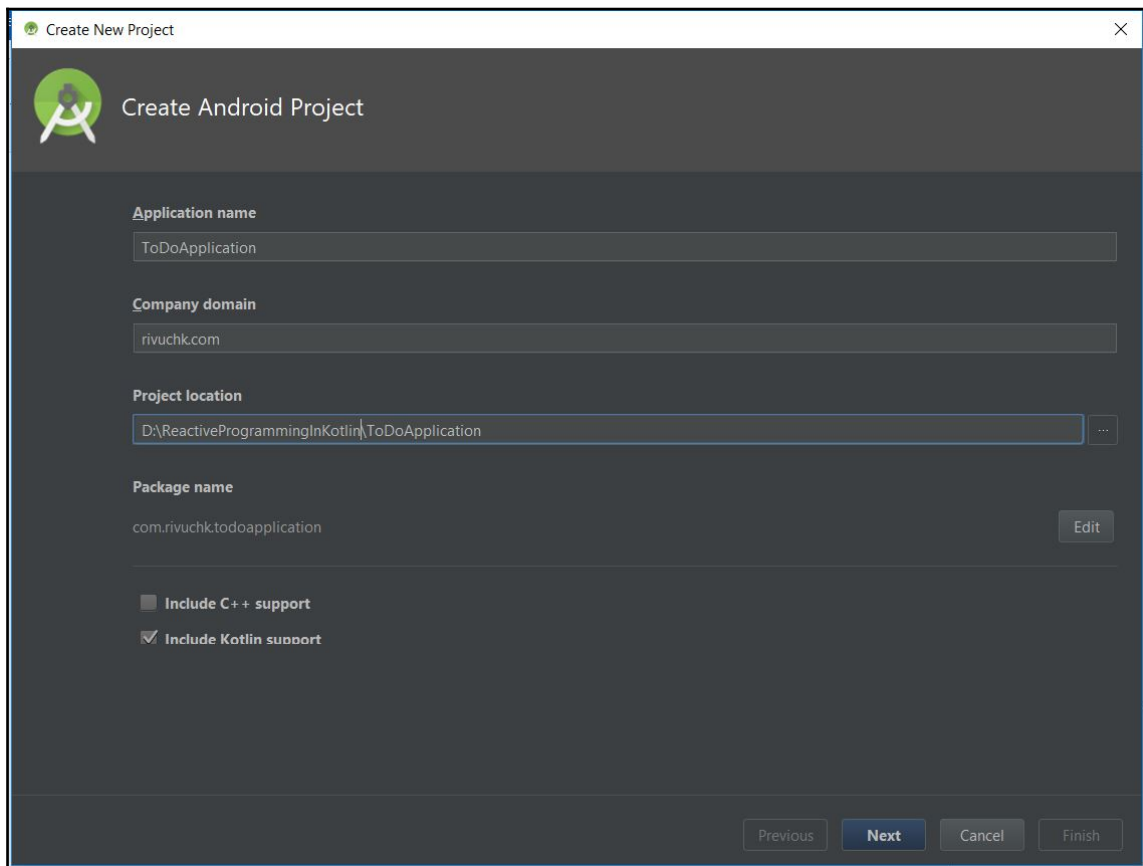 Create New Project
Create Android Project
Application name
ToDoApplication
Company domain
rivuchk.com
Project location
D:\ReactiveProgrammingInKotlin\ToDoApplication
...
Package name
com.rivuchk.todoapplication
Edit
Include C++ support
Include Kotlin support
Previous
Next
Cancel
Finish